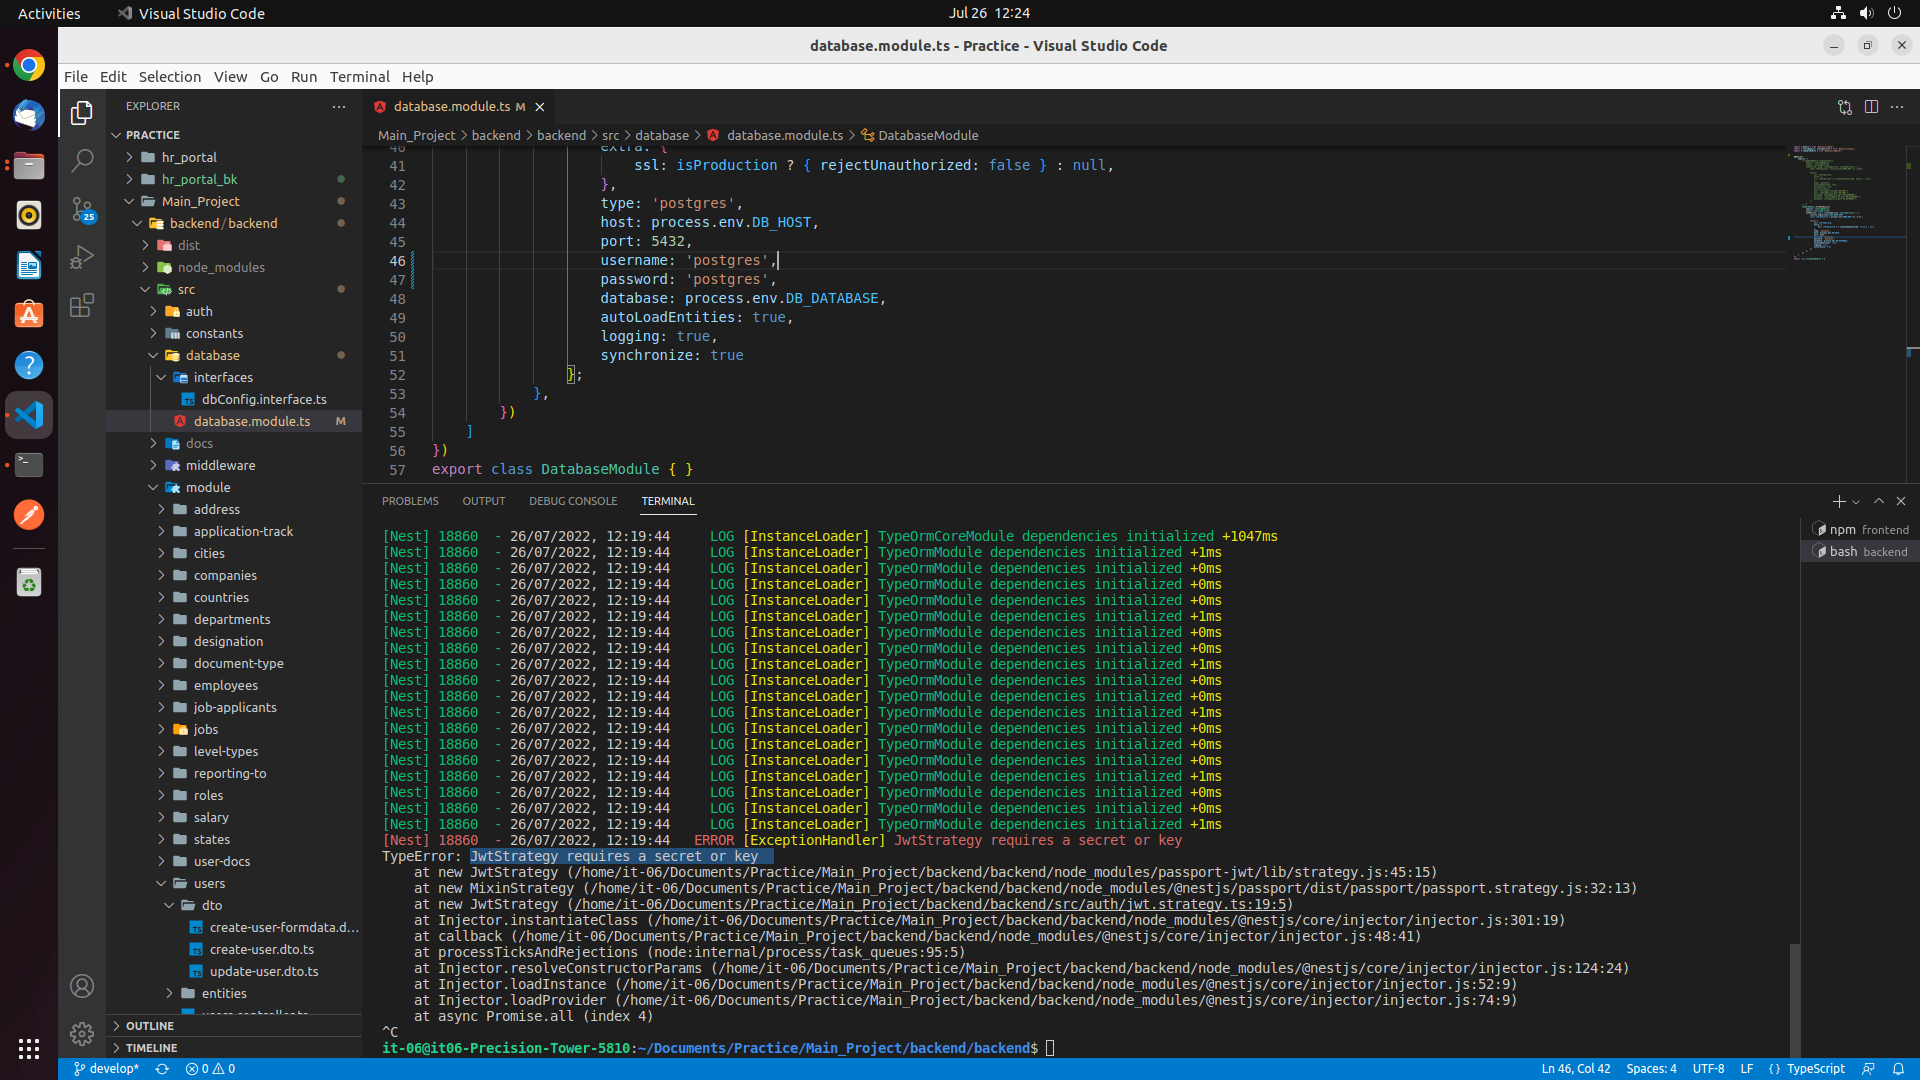 Activities
Visual Studio Code
Jul 26 12:24
database.module.ts - Practice - Visual Studio Code
File Edit Selection View Go Run Terminal Help
EXPLORER
PRACTICE
hr_portal
hr_portal_bk
Main_Project
backend / backend
dist
node_modules
src
auth
constants
database
interfaces
dbConfig.interface.ts
database.module.ts M
docs
middleware
module
address
application-track
cities
companies
countries
departments
designation
document-type
employees
job-applicants
jobs
level-types
reporting-to
roles
salary
states
user-docs
users
dto
create-user-formdata.d...
create-user.dto.ts
update-user.dto.ts
entities
OUTLINE
TIMELINE
25
database.module.ts M
Main_Project > backend > backend > src > database > database.module.ts > DatabaseModule
40 extra: {
41 ssl: isProduction ? { rejectUnauthorized: false } : null,
42 },
43 type: 'postgres',
44 host: process.env.DB_HOST,
45 port: 5432,
46 username: 'postgres',
47 password: 'postgres',
48 database: process.env.DB_DATABASE,
49 autoLoadEntities: true,
50 logging: true,
51 synchronize: true
52 };
53 },
54 })
55 ]
56 })
57 export class DatabaseModule { }
PROBLEMS OUTPUT DEBUG CONSOLE TERMINAL
npm frontend
bash backend
[Nest] 18860 - 26/07/2022, 12:19:44 LOG [InstanceLoader] TypeOrmCoreModule dependencies initialized +1047ms
[Nest] 18860 - 26/07/2022, 12:19:44 LOG [InstanceLoader] TypeOrmModule dependencies initialized +1ms
[Nest] 18860 - 26/07/2022, 12:19:44 LOG [InstanceLoader] TypeOrmModule dependencies initialized +0ms
[Nest] 18860 - 26/07/2022, 12:19:44 LOG [InstanceLoader] TypeOrmModule dependencies initialized +0ms
[Nest] 18860 - 26/07/2022, 12:19:44 LOG [InstanceLoader] TypeOrmModule dependencies initialized +0ms
[Nest] 18860 - 26/07/2022, 12:19:44 LOG [InstanceLoader] TypeOrmModule dependencies initialized +1ms
[Nest] 18860 - 26/07/2022, 12:19:44 LOG [InstanceLoader] TypeOrmModule dependencies initialized +0ms
[Nest] 18860 - 26/07/2022, 12:19:44 LOG [InstanceLoader] TypeOrmModule dependencies initialized +0ms
[Nest] 18860 - 26/07/2022, 12:19:44 LOG [InstanceLoader] TypeOrmModule dependencies initialized +1ms
[Nest] 18860 - 26/07/2022, 12:19:44 LOG [InstanceLoader] TypeOrmModule dependencies initialized +0ms
[Nest] 18860 - 26/07/2022, 12:19:44 LOG [InstanceLoader] TypeOrmModule dependencies initialized +0ms
[Nest] 18860 - 26/07/2022, 12:19:44 LOG [InstanceLoader] TypeOrmModule dependencies initialized +1ms
[Nest] 18860 - 26/07/2022, 12:19:44 LOG [InstanceLoader] TypeOrmModule dependencies initialized +0ms
[Nest] 18860 - 26/07/2022, 12:19:44 LOG [InstanceLoader] TypeOrmModule dependencies initialized +0ms
[Nest] 18860 - 26/07/2022, 12:19:44 LOG [InstanceLoader] TypeOrmModule dependencies initialized +0ms
[Nest] 18860 - 26/07/2022, 12:19:44 LOG [InstanceLoader] TypeOrmModule dependencies initialized +1ms
[Nest] 18860 - 26/07/2022, 12:19:44 LOG [InstanceLoader] TypeOrmModule dependencies initialized +0ms
[Nest] 18860 - 26/07/2022, 12:19:44 LOG [InstanceLoader] TypeOrmModule dependencies initialized +0ms
[Nest] 18860 - 26/07/2022, 12:19:44 LOG [InstanceLoader] TypeOrmModule dependencies initialized +1ms
[Nest] 18860 - 26/07/2022, 12:19:44 ERROR [ExceptionHandler] JwtStrategy requires a secret or key
TypeError: JwtStrategy requires a secret or key
at new JwtStrategy (/home/it-06/Documents/Practice/Main_Project/backend/backend/node_modules/passport-jwt/lib/strategy.js:45:15)
at new MixinStrategy (/home/it-06/Documents/Practice/Main_Project/backend/backend/node_modules/@nestjs/passport/dist/passport/passport.strategy.js:32:13)
at new JwtStrategy (/home/it-06/Documents/Practice/Main_Project/backend/backend/src/auth/jwt.strategy.ts:19:5)
at Injector.instantiateClass (/home/it-06/Documents/Practice/Main_Project/backend/backend/node_modules/@nestjs/core/injector/injector.js:301:19)
at callback (/home/it-06/Documents/Practice/Main_Project/backend/backend/node_modules/@nestjs/core/injector/injector.js:48:41)
at processTicksAndRejections (node:internal/process/task_queues:95:5)
at Injector.resolveConstructorParams (/home/it-06/Documents/Practice/Main_Project/backend/backend/node_modules/@nestjs/core/injector/injector.js:124:24)
at Injector.loadInstance (/home/it-06/Documents/Practice/Main_Project/backend/backend/node_modules/@nestjs/core/injector/injector.js:52:9)
at Injector.loadProvider (/home/it-06/Documents/Practice/Main_Project/backend/backend/node_modules/@nestjs/core/injector/injector.js:74:9)
at async Promise.all (index 4)
^C
it-06@it06-Precision-Tower-5810:~/Documents/Practice/Main_Project/backend/backend$
develop* 0 0
Ln 46, Col 42 Spaces: 4 UTF-8 LF { } TypeScript